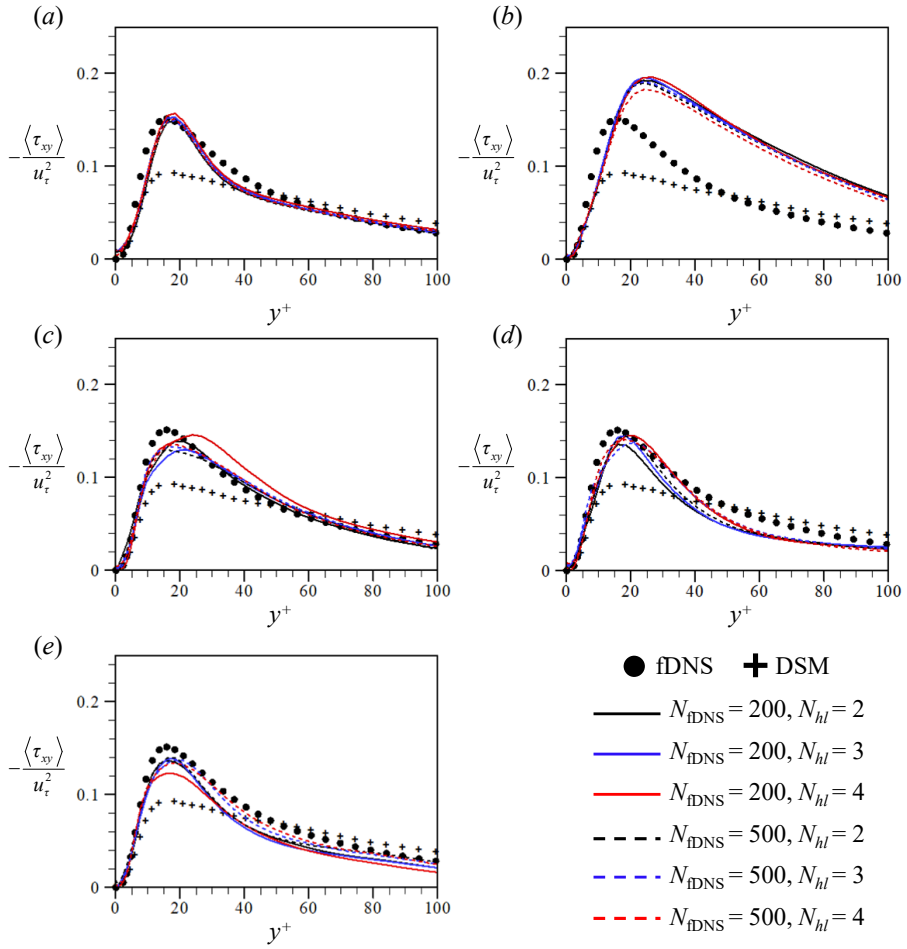 (a)
0.2
0.1
0
−⟨τxy⟩/uτ²
0 20 40 60 80 100
y+
(b)
0.2
0.1
0
−⟨τxy⟩/uτ²
0 20 40 60 80 100
y+
(c)
0.2
0.1
0
−⟨τxy⟩/uτ²
0 20 40 60 80 100
y+
(d)
0.2
0.1
0
−⟨τxy⟩/uτ²
0 20 40 60 80 100
y+
(e)
0.2
0.1
0
−⟨τxy⟩/uτ²
0 20 40 60 80 100
y+
fDNS DSM
NfDNS = 200, Nhl = 2
NfDNS = 200, Nhl = 3
NfDNS = 200, Nhl = 4
NfDNS = 500, Nhl = 2
NfDNS = 500, Nhl = 3
NfDNS = 500, Nhl = 4